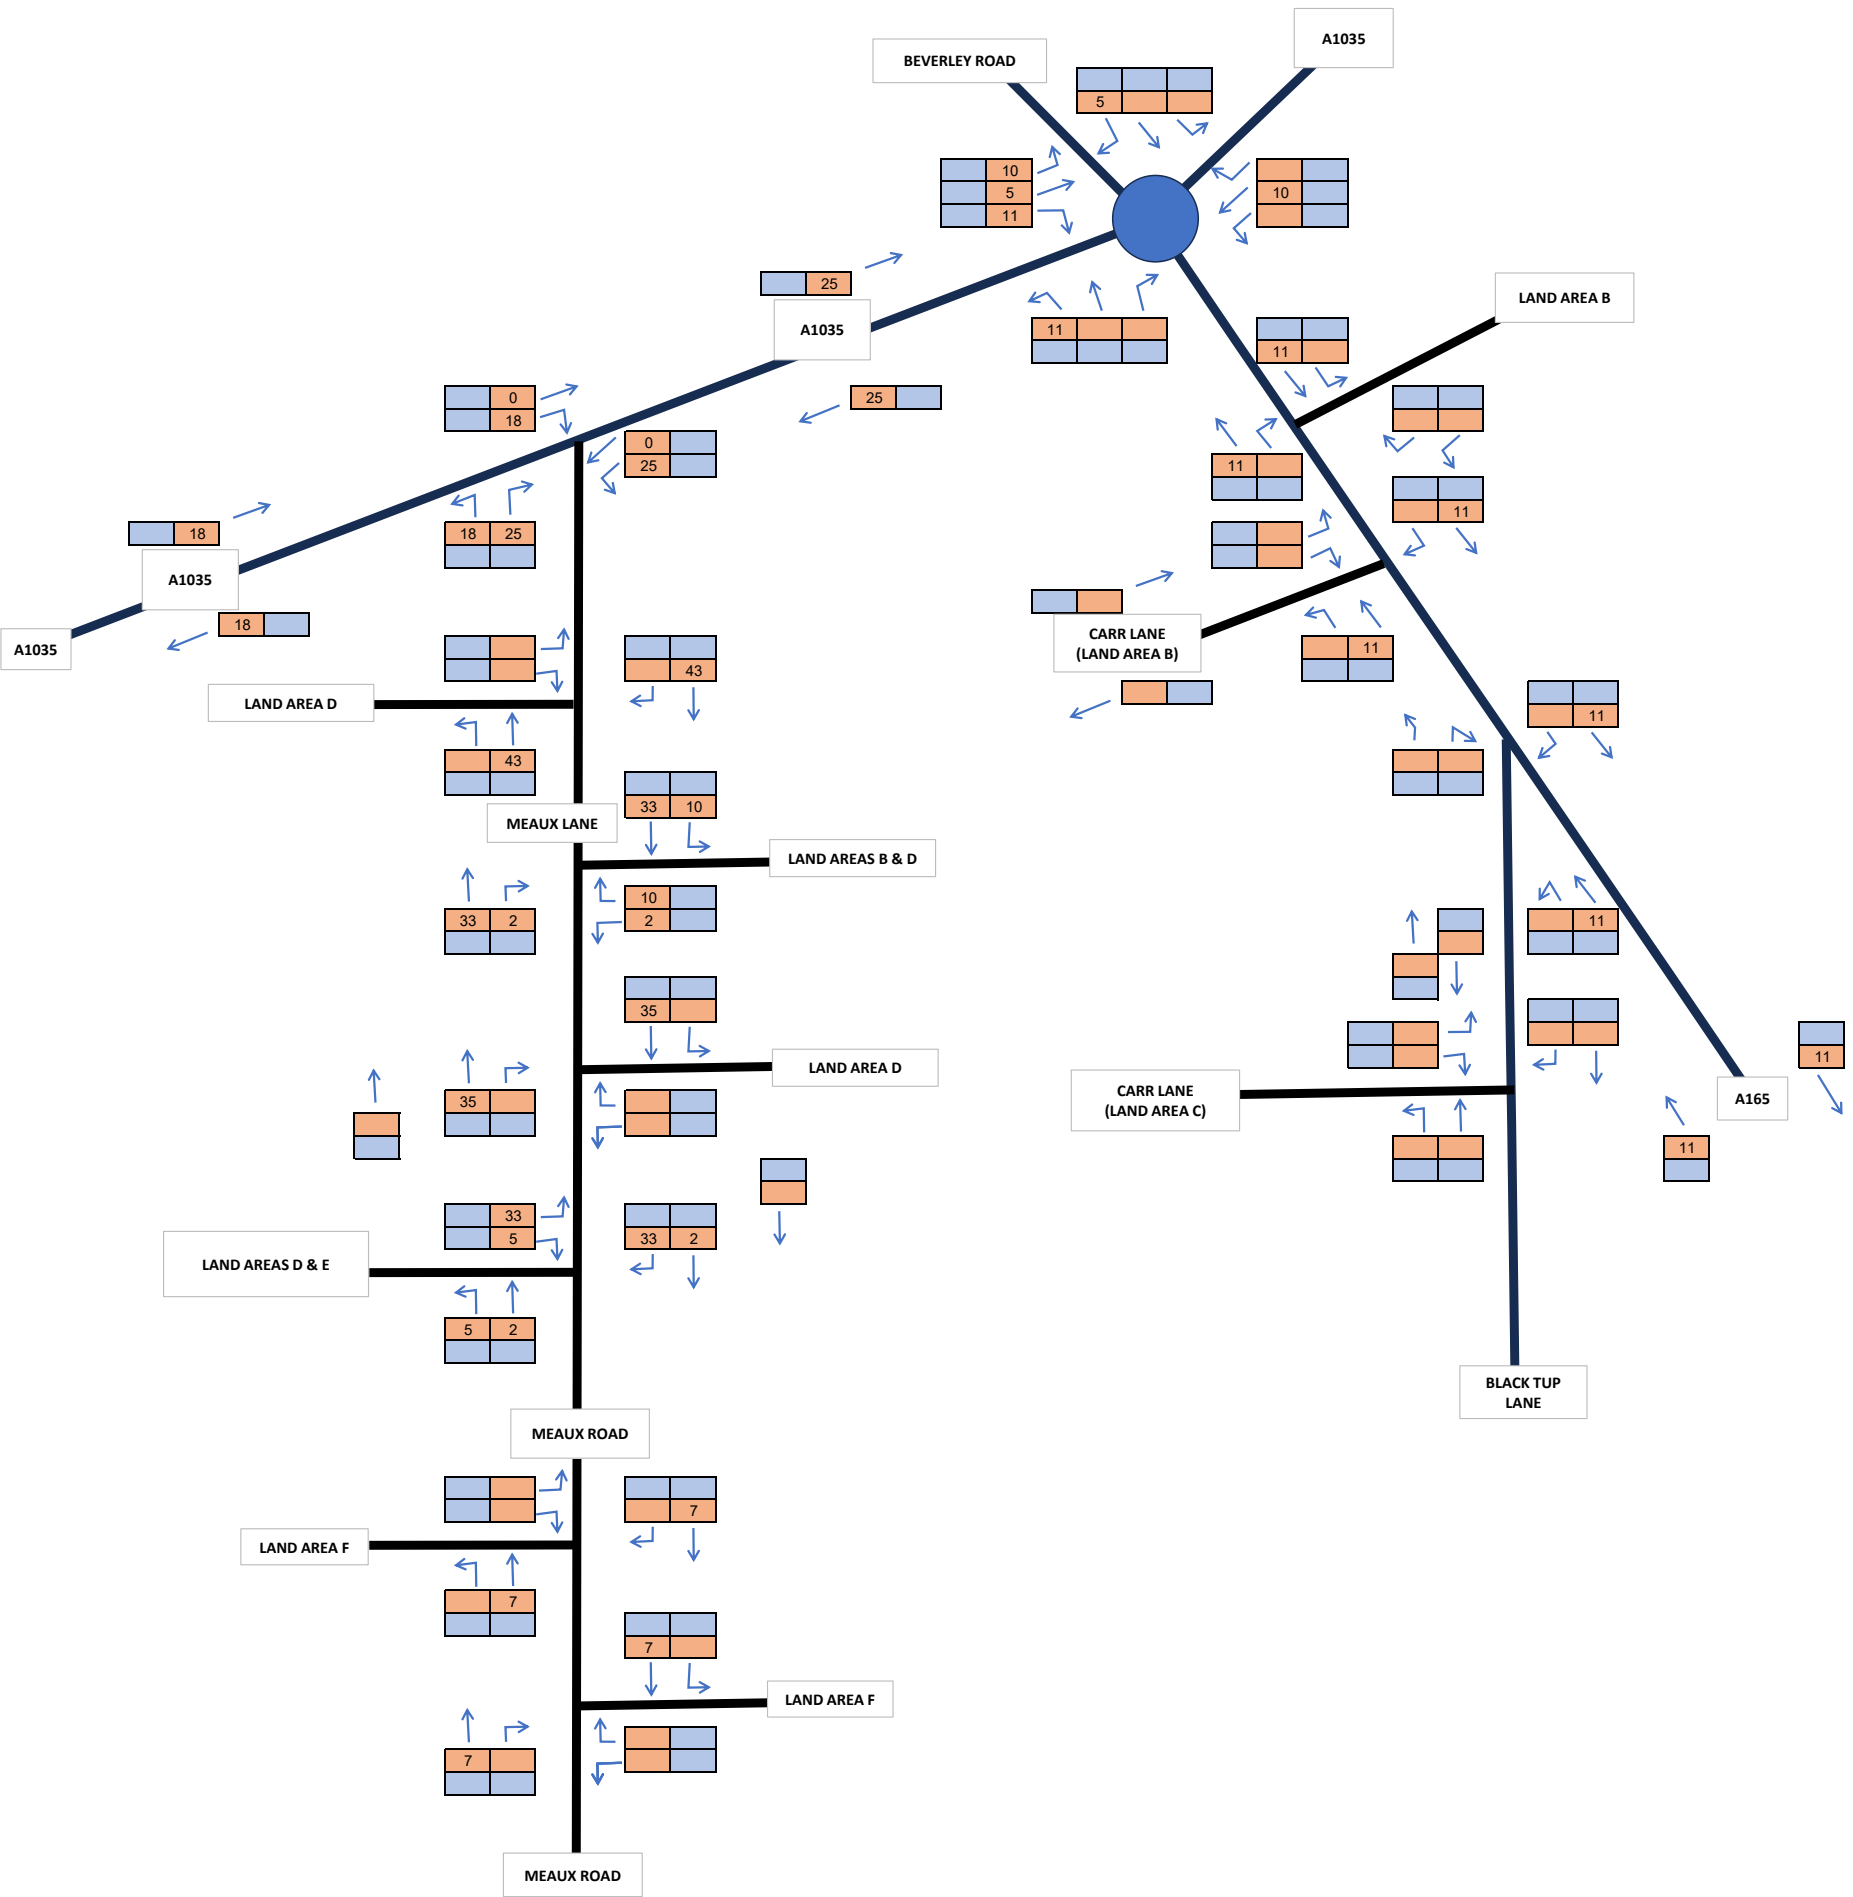 A1035
BEVERLEY ROAD
5
10
5
11
10
25
A1035
11
LAND AREA B
11
0
18
25
0
25
11
11
18
18 25
A1035
18
A1035
CARR LANE
(LAND AREA B)
11
43
LAND AREA D
11
43
33 10
MEAUX LANE
LAND AREAS B & D
10
2
33 2
11
35
LAND AREA D
11
CARR LANE
(LAND AREA C)
A165
35
11
33
5
33 2
LAND AREAS D & E
5 2
BLACK TUP
LANE
MEAUX ROAD
7
LAND AREA F
7
7
LAND AREA F
7
MEAUX ROAD